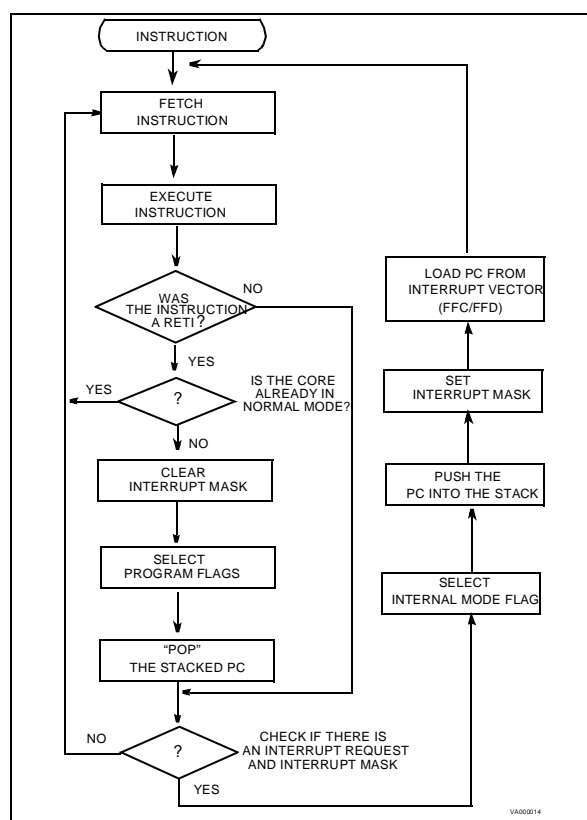 INSTRUCTION
FETCH
INSTRUCTION
EXECUTE
INSTRUCTION
WAS
THE INSTRUCTION
A RETI ?
NO
YES
?
IS THE CORE
ALREADY IN
NORMAL MODE?
YES
NO
CLEAR
INTERRUPT MASK
SELECT
PROGRAM FLAGS
“POP”
THE STACKED PC
?
CHECK IF THERE IS
AN INTERRUPT REQUEST
AND INTERRUPT MASK
NO
YES
SELECT
INTERNAL MODE FLAG
PUSH THE
PC INTO THE STACK
SET
INTERRUPT MASK
LOAD PC FROM
INTERRUPT VECTOR
(FFC/FFD)
VA000014